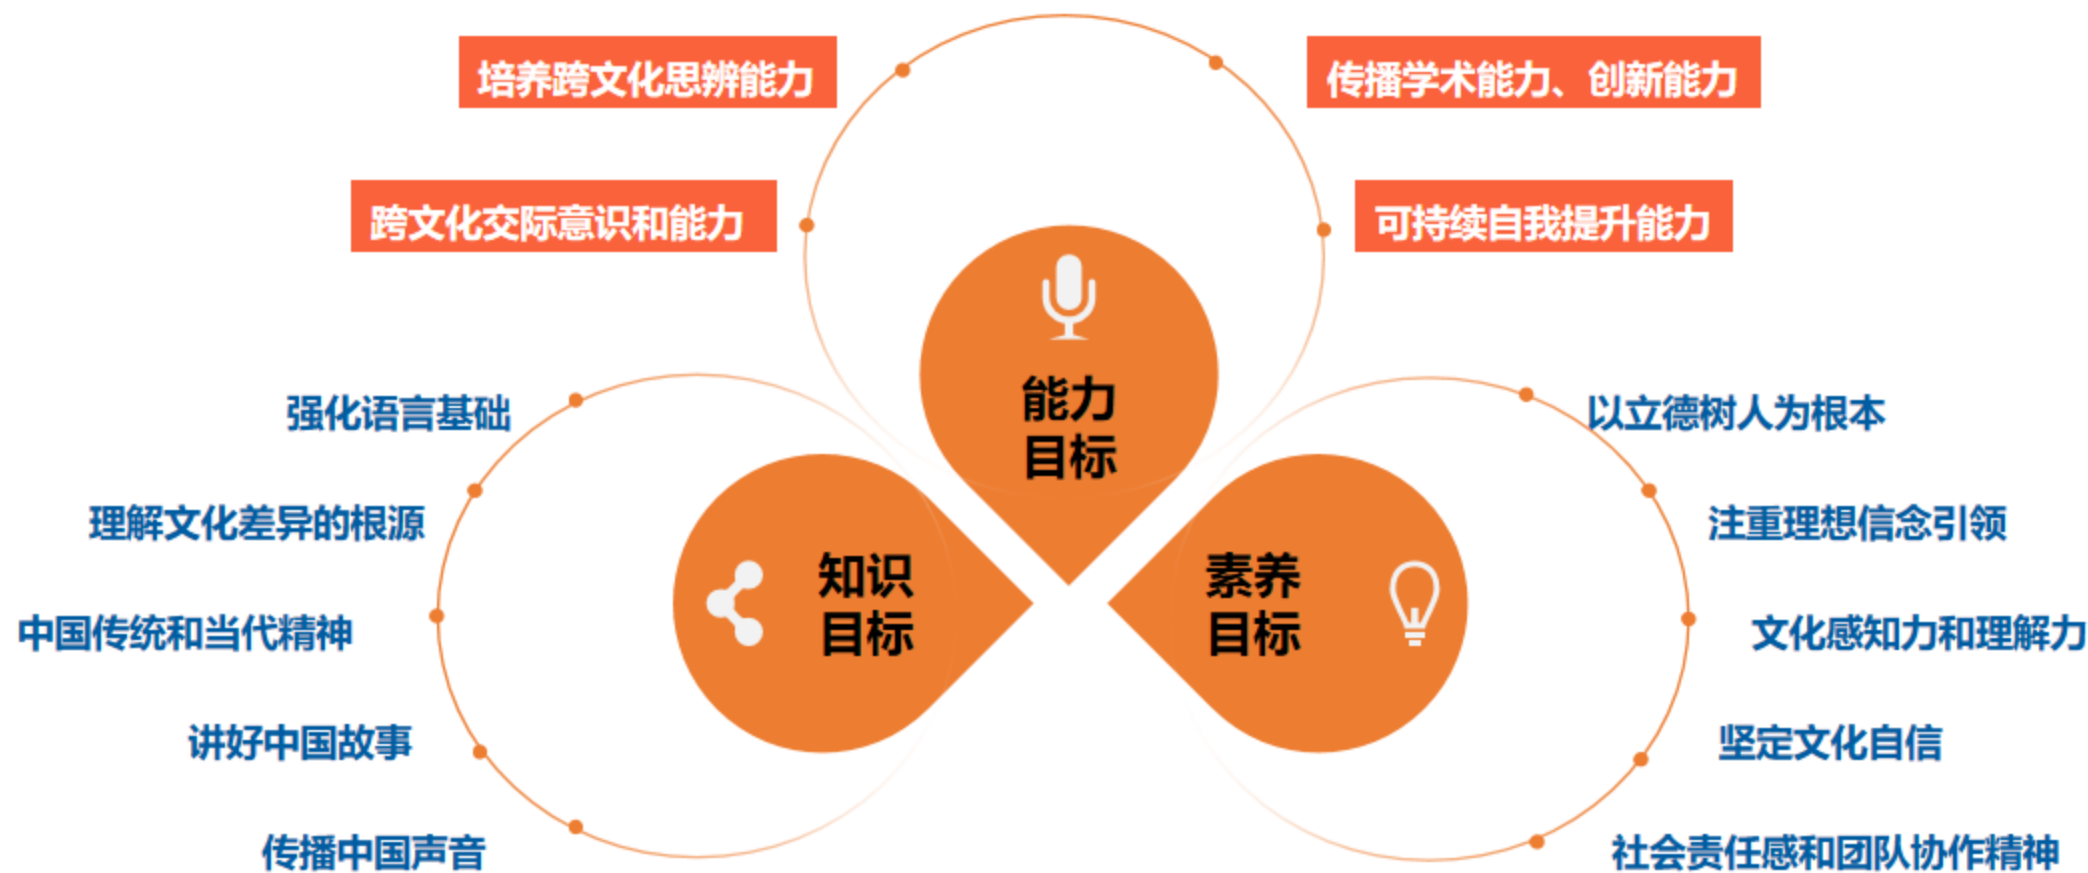 培养跨文化思辨能力
传播学术能力、创新能力
跨文化交际意识和能力
可持续自我提升能力
能力
目标
强化语言基础
理解文化差异的根源
中国传统和当代精神
讲好中国故事
传播中国声音
知识
目标
素养
目标
以立德树人为根本
注重理想信念引领
文化感知力和理解力
坚定文化自信
社会责任感和团队协作精神